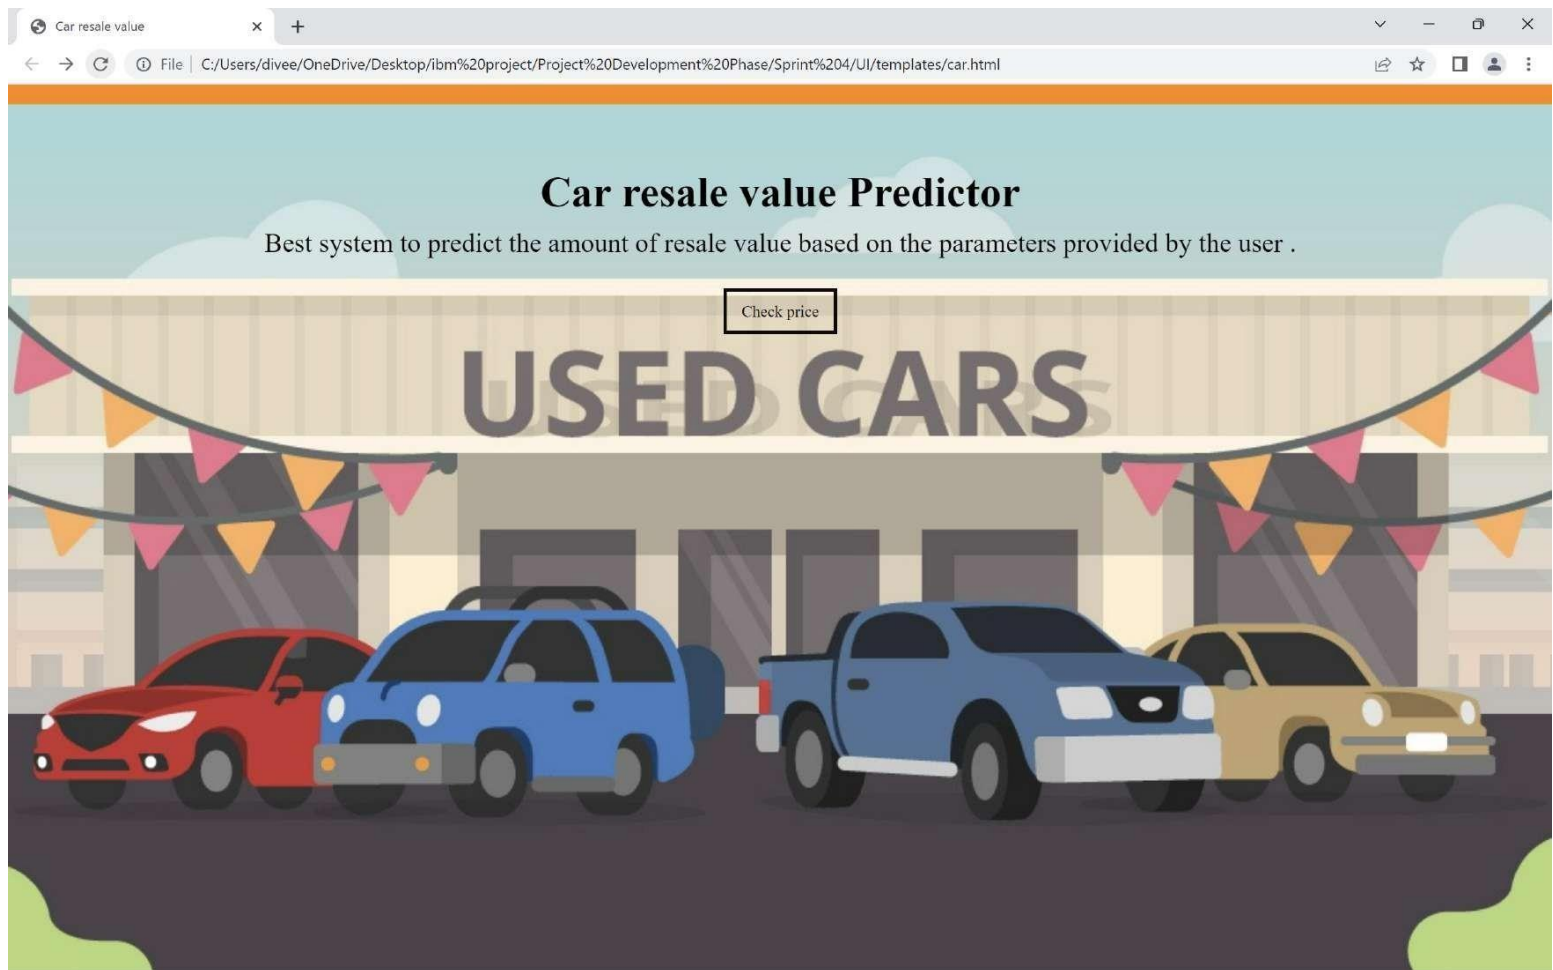 Car resale value
File | C:/Users/divee/OneDrive/Desktop/ibm%20project/Project%20Development%20Phase/Sprint%204/UI/templates/car.html
Car resale value Predictor
Best system to predict the amount of resale value based on the parameters provided by the user .
Check price
USED CARS